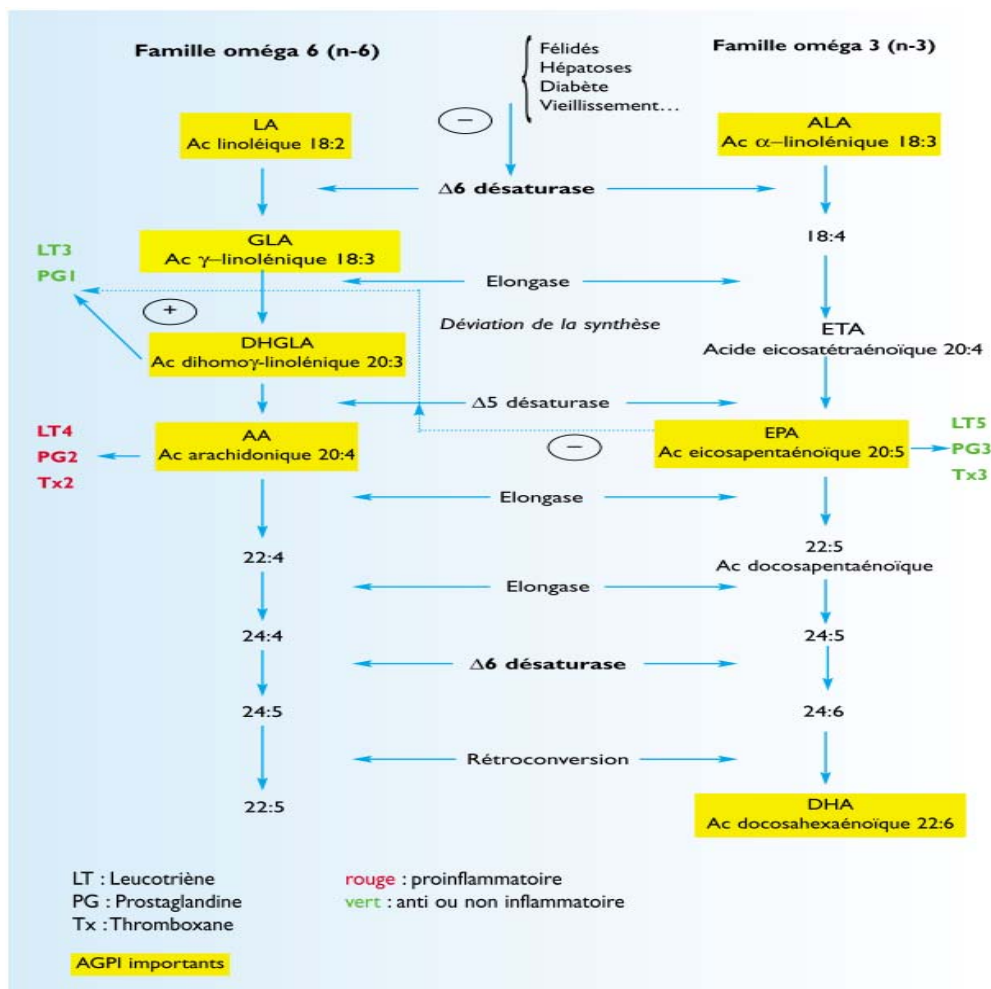 Famille oméga 6 (n-6)
Félidés
Hépatoses
Diabète
Vieillissement...
Famille oméga 3 (n-3)
−
LA
Ac linoléique 18:2
ALA
Ac α–linolénique 18:3
Δ6 désaturase
GLA
Ac γ–linolénique 18:3
18:4
LT3
PG1
Elongase
+
Déviation de la synthèse
DHGLA
Ac dihomoγ-linolénique 20:3
ETA
Acide eicosatétraénoïque 20:4
Δ5 désaturase
LT4
PG2
Tx2
AA
Ac arachidonique 20:4
−
EPA
Ac eicosapentaénoïque 20:5
LT5
PG3
Tx3
Elongase
22:4
22:5
Ac docosapentaénoïque
Elongase
24:4
24:5
Δ6 désaturase
24:5
24:6
Rétroconversion
22:5
DHA
Ac docosahexaénoïque 22:6
LT : Leucotriène
PG : Prostaglandine
Tx : Thromboxane
rouge : proinflammatoire
vert : anti ou non inflammatoire
AGPI importants